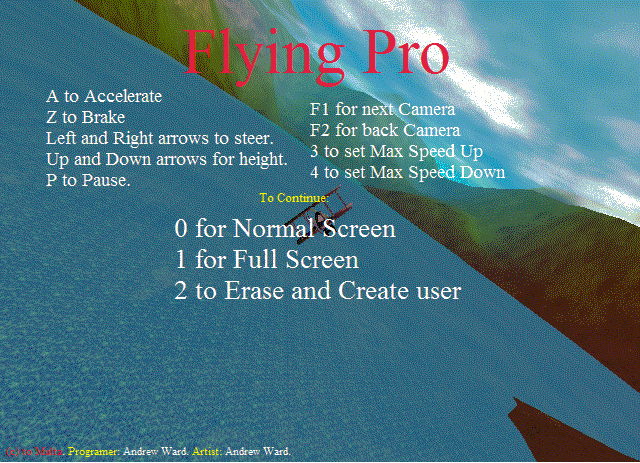 Flying Pro
A to Accelerate
Z to Brake
Left and Right arrows to steer.
Up and Down arrows for height.
P to Pause.
F1 for next Camera
F2 for back Camera
3 to set Max Speed Up
4 to set Max Speed Down
To Continue:
0 for Normal Screen
1 for Full Screen
2 to Erase and Create user
Programer: Andrew Ward. Artist: Andrew Ward.